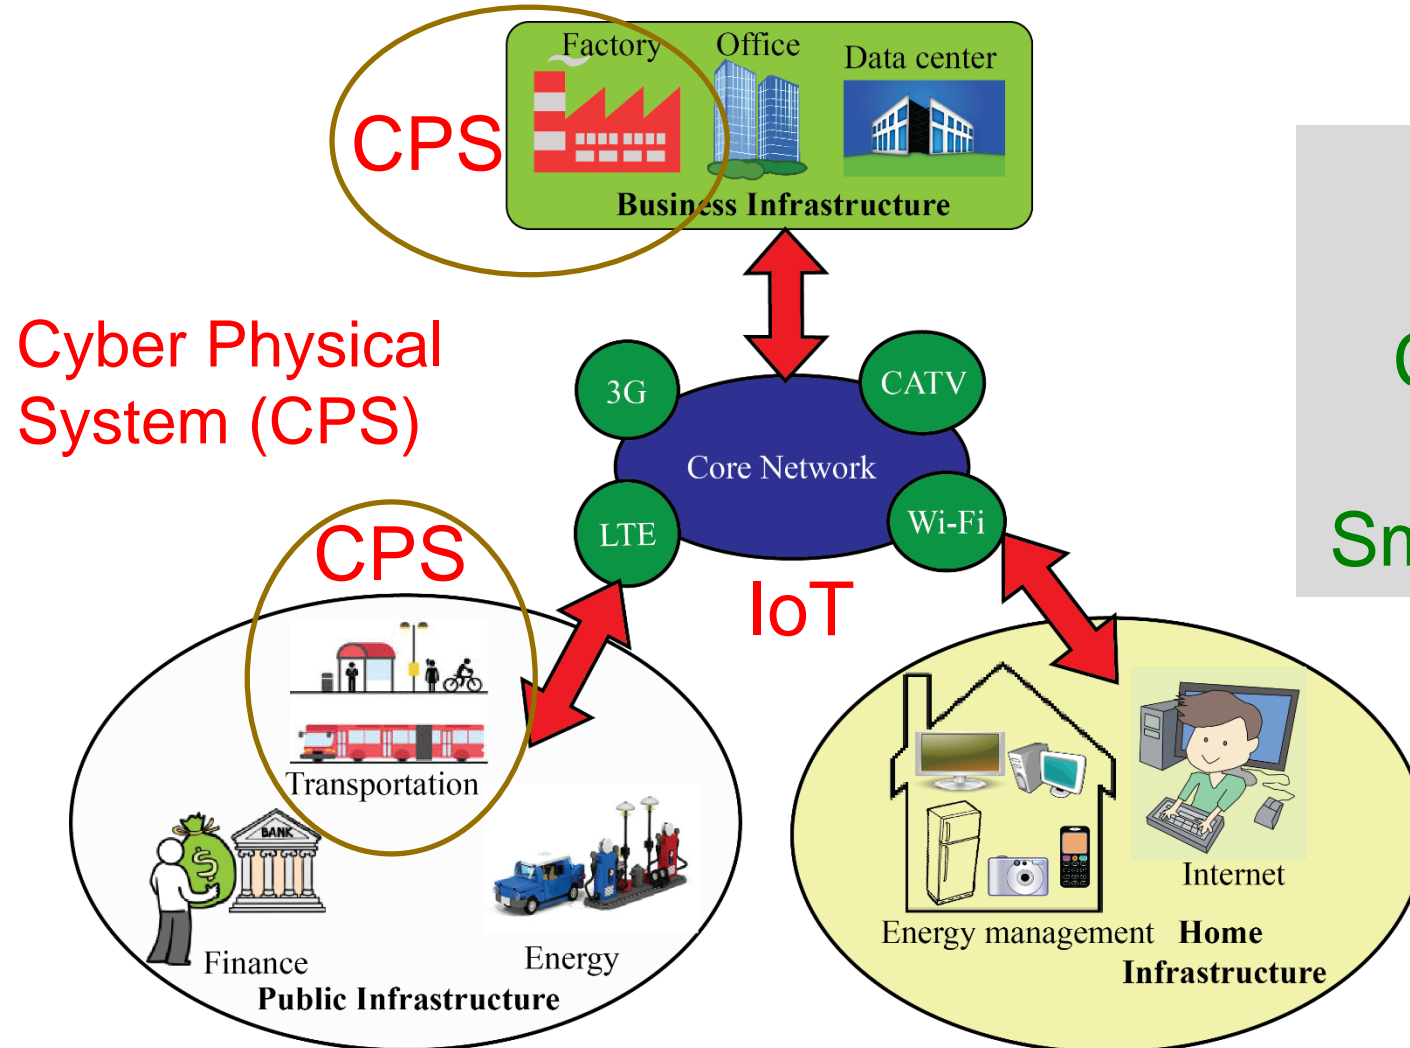 Factory
Office
Data center
CPS
Business Infrastructure
Cyber Physical
System (CPS)
3G
CATV
Core Network
LTE
Wi-Fi
CPS
IoT
Transportation
BANK
$
Finance
Energy
Public Infrastructure
Internet
Energy management
Home
Infrastructure